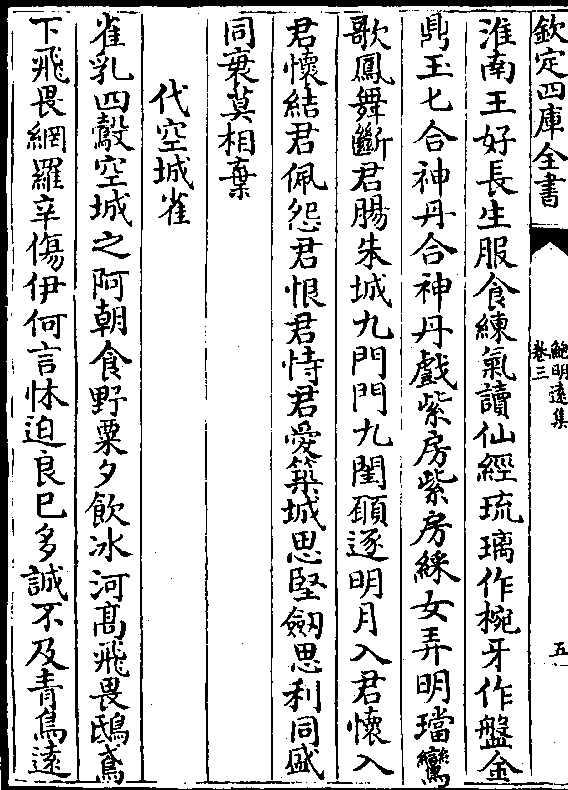 欽定四庫全書
鮑明遠集
卷三
五
淮南王好長生服食練氣讀仙經琉璃作椀牙作盤金
鼎玉匕合神丹合神丹戲紫房紫房綵女弄明璫鸞
歌鳳舞斷君腸朱城九門門九閨願逐明月入君懷入
君懷結君佩怨君恨君恃君愛築城思堅劒思利同盛
同衰莫相棄
代空城雀
雀乳四鷇空城之阿朝食野粟夕飲冰河髙飛畏鴟鳶
下飛畏網羅辛傷伊何言怵迫良已多誠不及青鳥逺